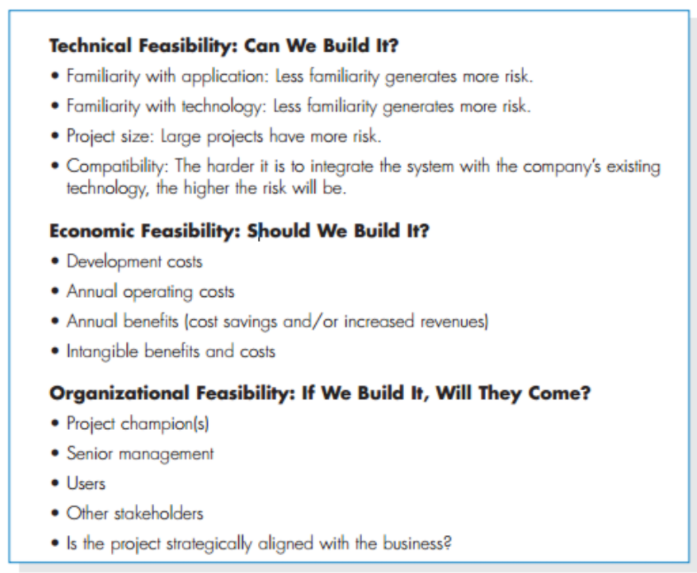 Technical Feasibility: Can We Build It?
• Familiarity with application: Less familiarity generates more risk.
• Familiarity with technology: Less familiarity generates more risk.
• Project size: Large projects have more risk.
• Compatibility: The harder it is to integrate the system with the company's existing
technology, the higher the risk will be.
Economic Feasibility: Should We Build It?
• Development costs
• Annual operating costs
• Annual benefits (cost savings and/or increased revenues)
• Intangible benefits and costs
Organizational Feasibility: If We Build It, Will They Come?
• Project champion(s)
• Senior management
• Users
• Other stakeholders
• Is the project strategically aligned with the business?